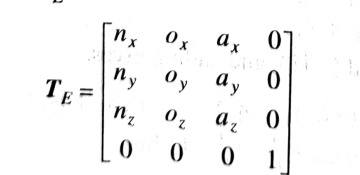 n_x o_x a_x 0
T_E = n_y o_y a_y 0
n_z o_z a_z 0
0 0 0 1